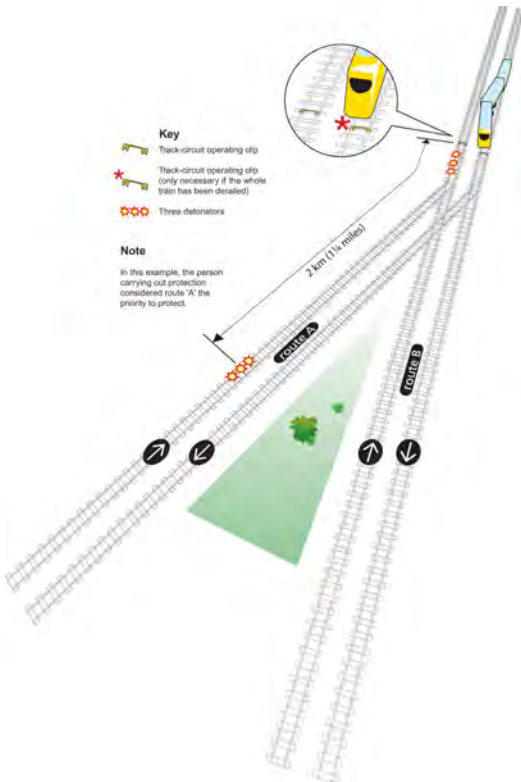 Key
Track-circuit operating clip
Track-circuit operating clip
(only necessary if the whole
train has been derailed)
Three detonators
Note
In this example, the person
carrying out protection
considered route 'A' the
priority to protect.
2 km (1¼ miles)
route A
route B